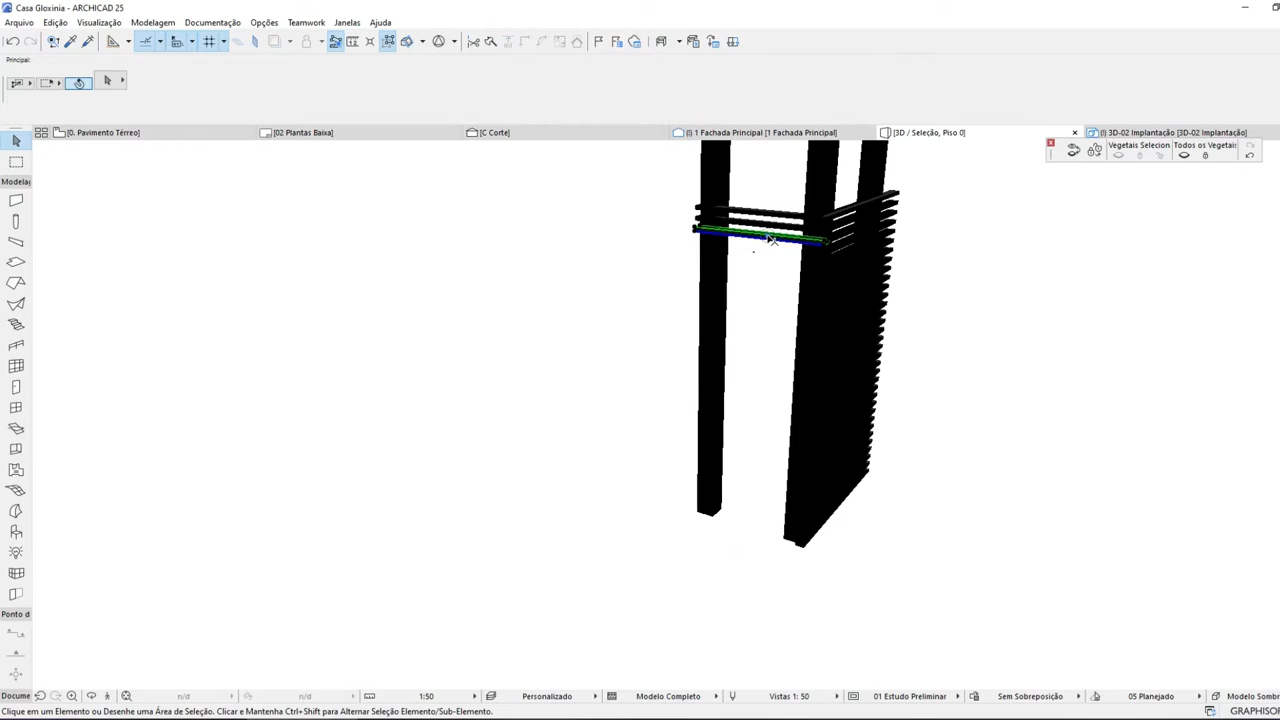 Casa Gloxinia - ARCHICAD 25
Arquivo Edição Visualização Modelagem Documentação Opções Teamwork Janelas Ajuda
Principal:
[0. Pavimento Térreo] [02 Plantas Baixa] [C Corte] (!) 1 Fachada Principal [1 Fachada Principal] [3D / Seleção, Piso 0] (!) 3D-02 Implantação [3D-02 Implantação]
Vegetais Selecion Todos os Vegetais
Modelag
Ponto d
Docume n/d n/d 1:50 Personalizado Modelo Completo Vistas 1: 50 01 Estudo Preliminar Sem Sobreposição 05 Planejado Modelo Somb
Clique em um Elemento ou Desenhe uma Área de Seleção. Clicar e Mantenha Ctrl+Shift para Alternar Seleção Elemento/Sub-Elemento.
GRAPHISOF